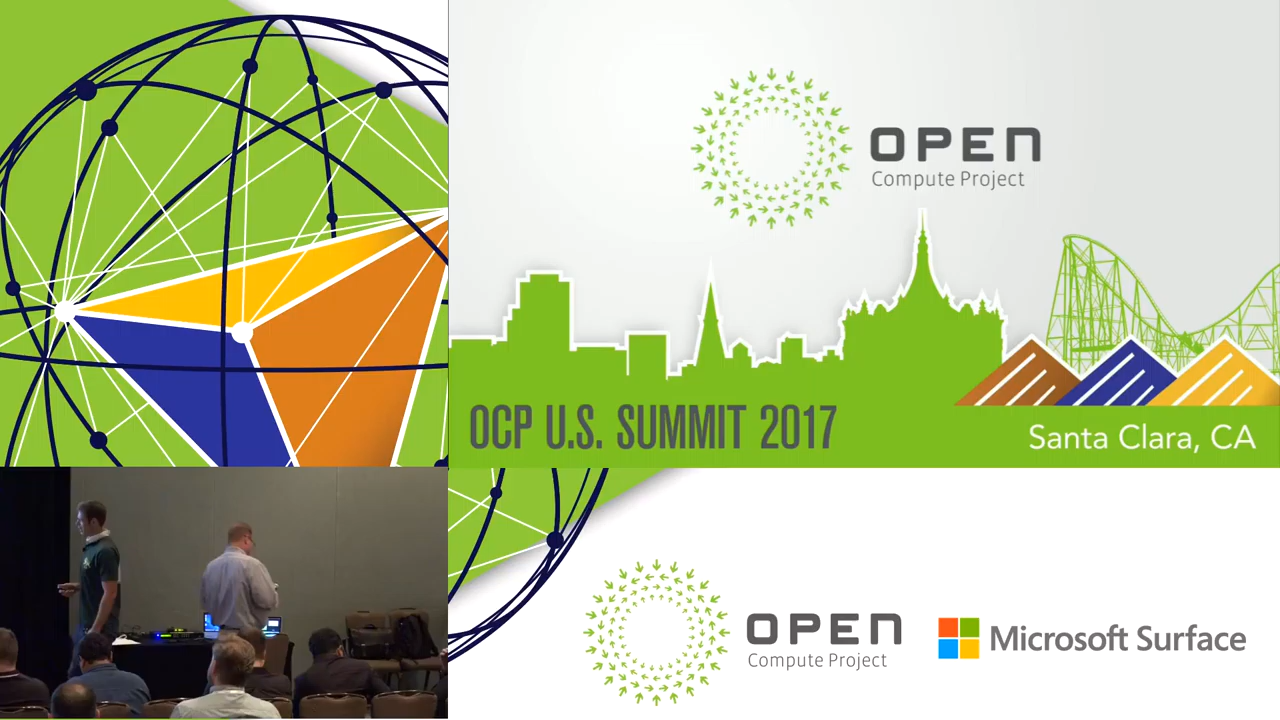 OPEN
Compute Project
OCP U.S. SUMMIT 2017
Santa Clara, CA
OPEN
Compute Project
Microsoft Surface